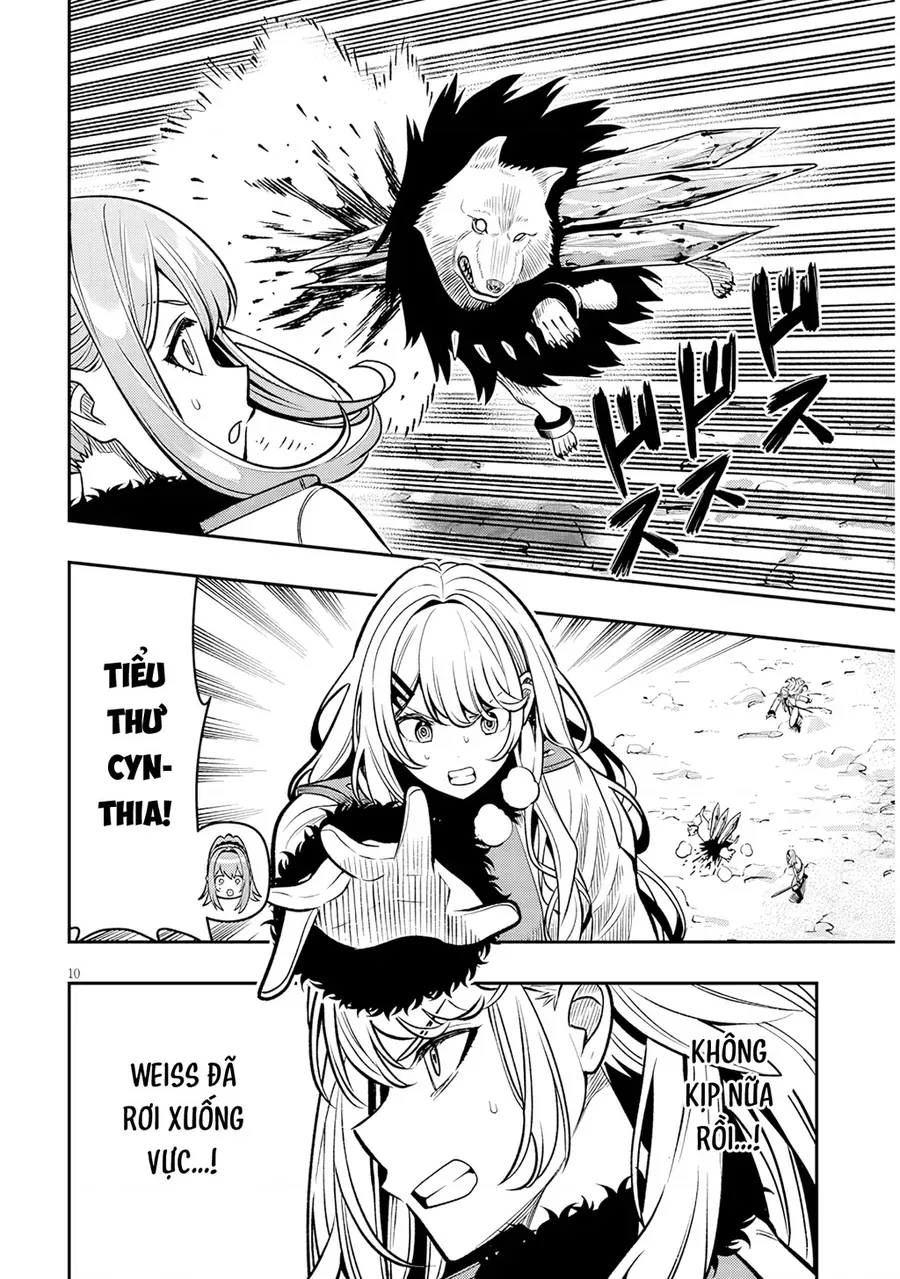 ドドド
ススス
TIỂU
THƯ
CYN-
THIA!
10
KHÔNG
KỊP NỮA
RỒI...!
WEISS ĐÃ
RƠI XUỐNG
VỰC...!